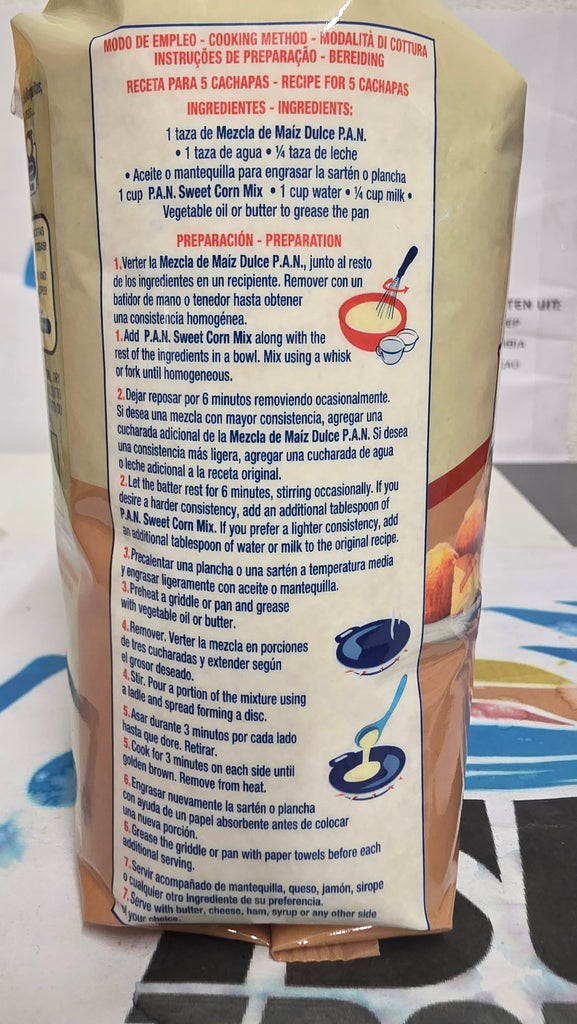 MODO DE EMPLEO - COOKING METHOD - MODALITÀ DI COTTURA
INSTRUÇÕES DE PREPARAÇÃO - BEREIDING
RECETA PARA 5 CACHAPAS - RECIPE FOR 5 CACHAPAS
INGREDIENTES - INGREDIENTS:
1 taza de Mezcla de Maíz Dulce P.A.N.
• 1 taza de agua • ¼ taza de leche
• Aceite o mantequilla para engrasar la sartén o plancha
1 cup P.A.N. Sweet Corn Mix • 1 cup water • ¼ cup milk •
Vegetable oil or butter to grease the pan
PREPARACIÓN - PREPARATION
1.Verter la Mezcla de Maíz Dulce P.A.N., junto al resto
de los ingredientes en un recipiente. Remover con un
batidor de mano o tenedor hasta obtener
una consistencia homogénea.
1.Add P.A.N. Sweet Corn Mix along with the
rest of the ingredients in a bowl. Mix using a whisk
or fork until homogeneous.
2.Dejar reposar por 6 minutos removiendo ocasionalmente.
Si desea una mezcla con mayor consistencia, agregar una
cucharada adicional de la Mezcla de Maíz Dulce P.A.N. Si desea
una consistencia más ligera, agregar una cucharada de agua
o leche adicional a la receta original.
2.Let the batter rest for 6 minutes, stirring occasionally. If you
desire a harder consistency, add an additional tablespoon of
P.A.N. Sweet Corn Mix. If you prefer a lighter consistency, add
an additional tablespoon of water or milk to the original recipe.
3.Precalentar una plancha o una sartén a temperatura media
y engrasar ligeramente con aceite o mantequilla.
3.Preheat a griddle or pan and grease
with vegetable oil or butter.
4.Remover. Verter la mezcla en porciones
de tres cucharadas y extender según
el grosor deseado.
4.Stir. Pour a portion of the mixture using
a ladle and spread forming a disc.
5.Asar durante 3 minutos por cada lado
hasta que dore. Retirar.
5.Cook for 3 minutes on each side until
golden brown. Remove from heat.
6.Engrasar nuevamente la sartén o plancha
con ayuda de un papel absorbente antes de colocar
una nueva porción.
6.Grease the griddle or pan with paper towels before each
additional serving.
7.Servir acompañado de mantequilla, queso, jamón, sirope
o cualquier otro ingrediente de su preferencia.
7.Serve with butter, cheese, ham, syrup or any other side
of your choice.
TEN UIT: